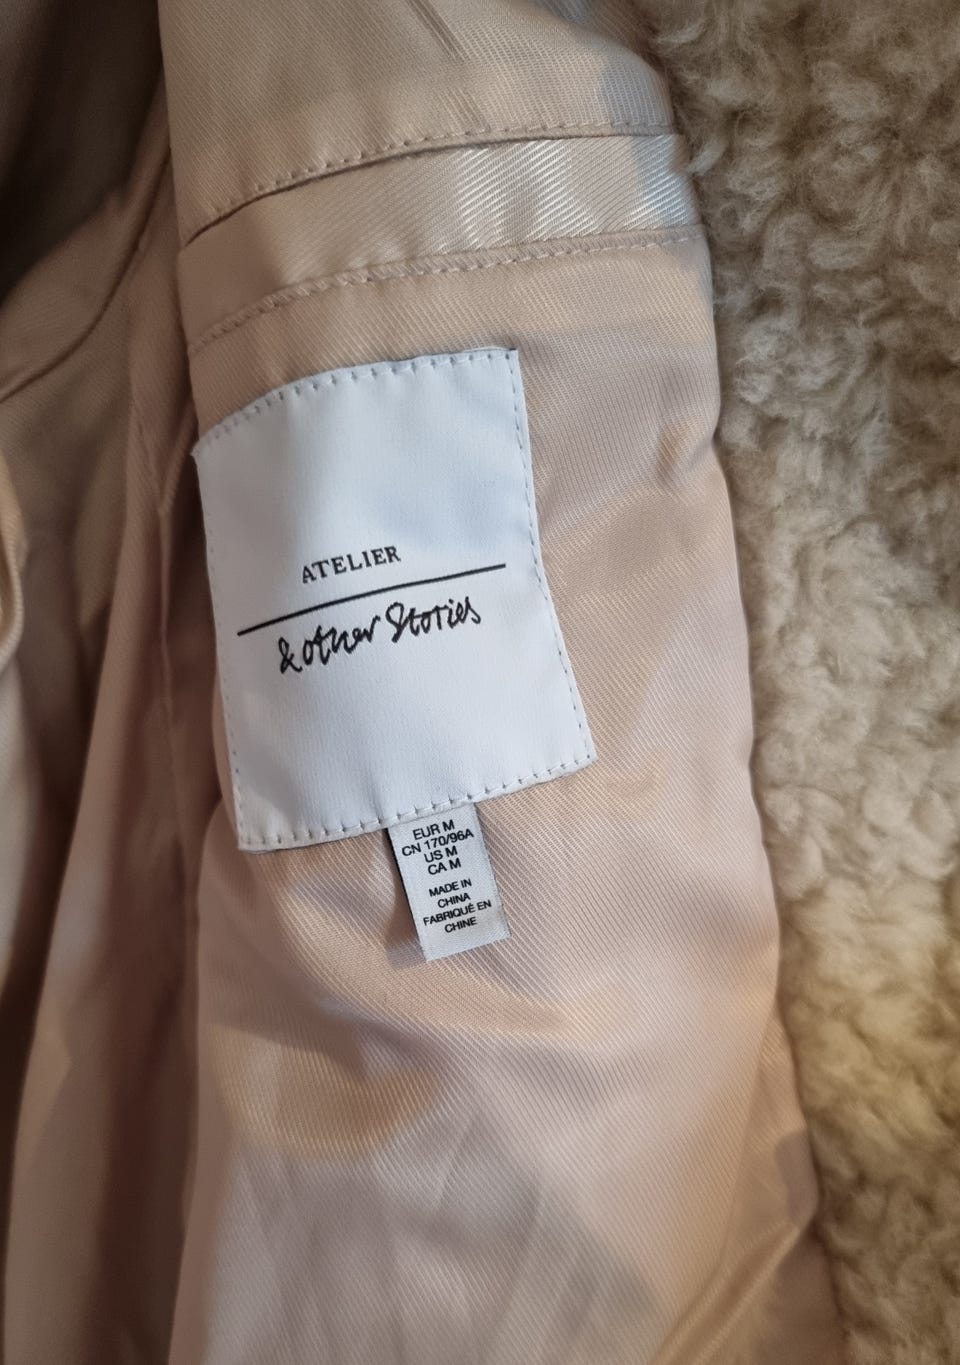 ATELIER
& other Stories
EUR M
CN 170/96A
US M
CA M
MADE IN
CHINA
FABRIQUÉ EN
CHINE